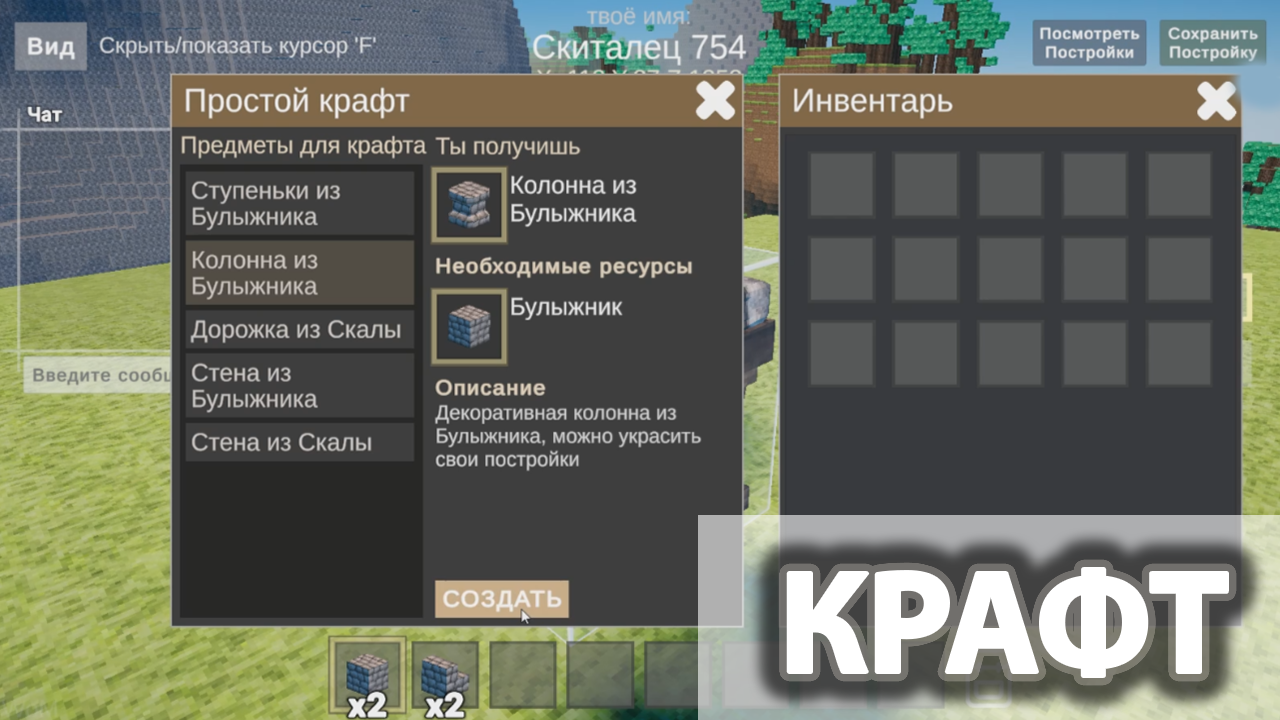 твоё имя:
Вид
Скрыть/показать курсор 'F'
Скиталец 754
Посмотреть
Постройки
Сохранить
Постройку
Чат
Простой крафт
Инвентарь
Предметы для крафта
Ты получишь
Ступеньки из
Булыжника
Колонна из
Булыжника
Колонна из
Булыжника
Необходимые ресурсы
Дорожка из Скалы
Булыжник
Стена из
Булыжника
Введите
Описание
Декоративная колонна из
Булыжника, можно украсить
свои постройки
Стена из Скалы
СОЗДАТЬ
КРАФТ
x2
x2